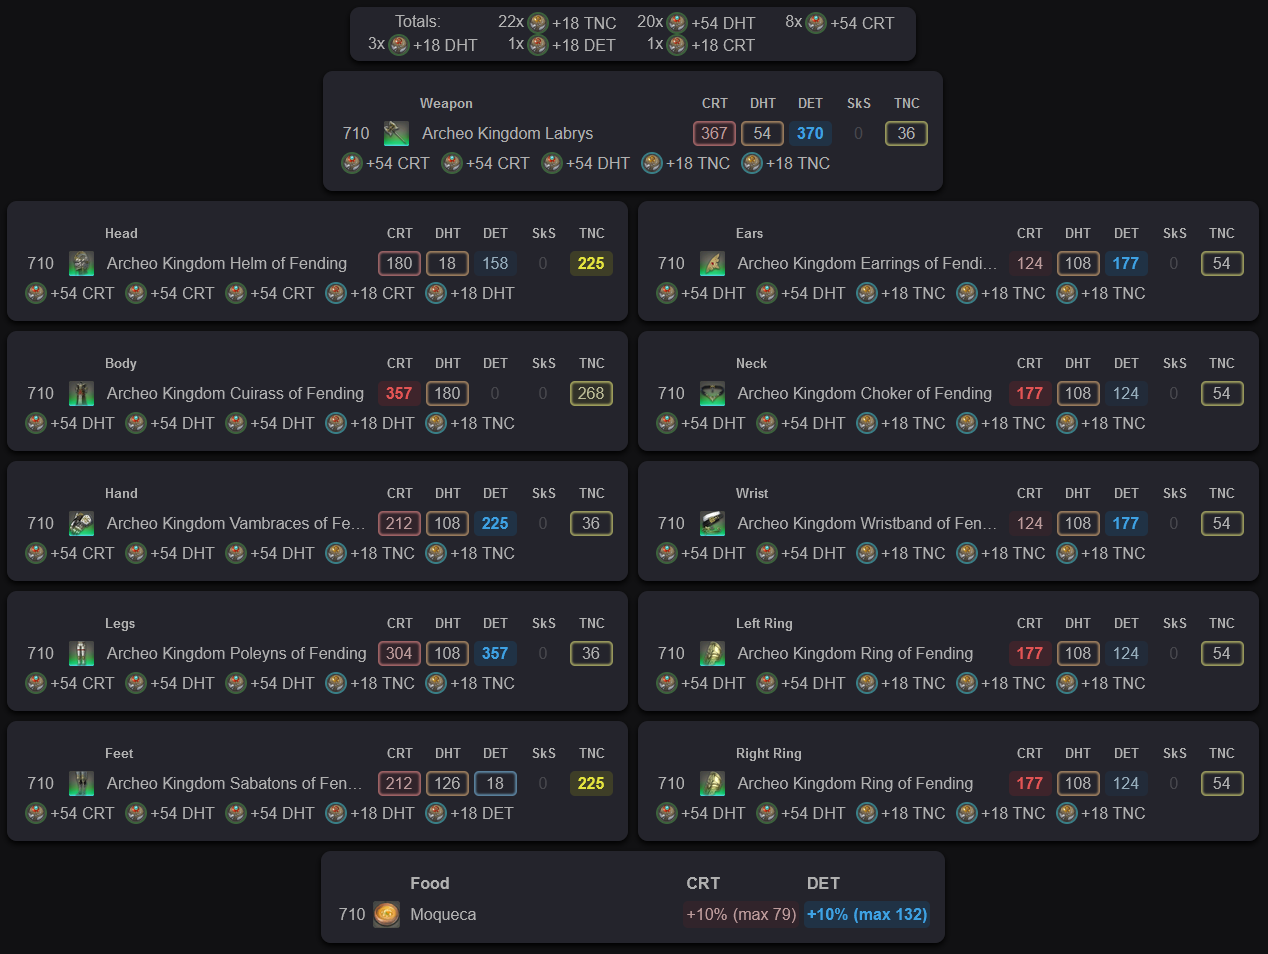 Totals: 22x +18 TNC 20x +54 DHT 8x +54 CRT
3x +18 DHT 1x +18 DET 1x +18 CRT
Weapon CRT DHT DET SkS TNC
710 Archeo Kingdom Labrys 367 54 370 0 36
+54 CRT +54 CRT +54 DHT +18 TNC +18 TNC
Head CRT DHT DET SkS TNC
710 Archeo Kingdom Helm of Fending 180 18 158 0 225
+54 CRT +54 CRT +54 CRT +18 CRT +18 DHT
Ears CRT DHT DET SkS TNC
710 Archeo Kingdom Earrings of Fendi... 124 108 177 0 54
+54 DHT +54 DHT +18 TNC +18 TNC +18 TNC
Body CRT DHT DET SkS TNC
710 Archeo Kingdom Cuirass of Fending 357 180 0 0 268
+54 DHT +54 DHT +54 DHT +18 DHT +18 TNC
Neck CRT DHT DET SkS TNC
710 Archeo Kingdom Choker of Fending 177 108 124 0 54
+54 DHT +54 DHT +18 TNC +18 TNC +18 TNC
Hand CRT DHT DET SkS TNC
710 Archeo Kingdom Vambraces of Fe... 212 108 225 0 36
+54 CRT +54 DHT +54 DHT +18 TNC +18 TNC
Wrist CRT DHT DET SkS TNC
710 Archeo Kingdom Wristband of Fen... 124 108 177 0 54
+54 DHT +54 DHT +18 TNC +18 TNC +18 TNC
Legs CRT DHT DET SkS TNC
710 Archeo Kingdom Poleyns of Fending 304 108 357 0 36
+54 CRT +54 DHT +54 DHT +18 TNC +18 TNC
Left Ring CRT DHT DET SkS TNC
710 Archeo Kingdom Ring of Fending 177 108 124 0 54
+54 DHT +54 DHT +18 TNC +18 TNC +18 TNC
Feet CRT DHT DET SkS TNC
710 Archeo Kingdom Sabatons of Fen... 212 126 18 0 225
+54 CRT +54 DHT +54 DHT +18 DHT +18 DET
Right Ring CRT DHT DET SkS TNC
710 Archeo Kingdom Ring of Fending 177 108 124 0 54
+54 DHT +54 DHT +18 TNC +18 TNC +18 TNC
Food CRT DET
710 Moqueca +10% (max 79) +10% (max 132)